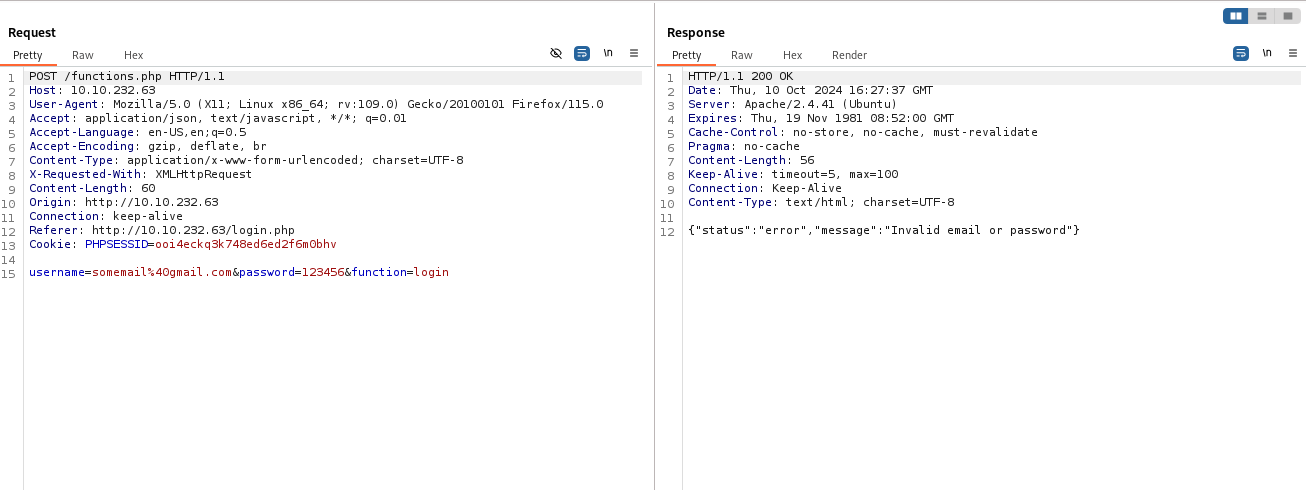 Request
Pretty Raw Hex \n
1 POST /functions.php HTTP/1.1
2 Host: 10.10.232.63
3 User-Agent: Mozilla/5.0 (X11; Linux x86_64; rv:109.0) Gecko/20100101 Firefox/115.0
4 Accept: application/json, text/javascript, */*; q=0.01
5 Accept-Language: en-US,en;q=0.5
6 Accept-Encoding: gzip, deflate, br
7 Content-Type: application/x-www-form-urlencoded; charset=UTF-8
8 X-Requested-With: XMLHttpRequest
9 Content-Length: 60
10 Origin: http://10.10.232.63
11 Connection: keep-alive
12 Referer: http://10.10.232.63/login.php
13 Cookie: PHPSESSID=ooi4eckq3k748ed6ed2f6m0bhv
14
15 username=somemail%40gmail.com&password=123456&function=login
Response
Pretty Raw Hex Render \n
1 HTTP/1.1 200 OK
2 Date: Thu, 10 Oct 2024 16:27:37 GMT
3 Server: Apache/2.4.41 (Ubuntu)
4 Expires: Thu, 19 Nov 1981 08:52:00 GMT
5 Cache-Control: no-store, no-cache, must-revalidate
6 Pragma: no-cache
7 Content-Length: 56
8 Keep-Alive: timeout=5, max=100
9 Connection: Keep-Alive
10 Content-Type: text/html; charset=UTF-8
11
12 {"status":"error","message":"Invalid email or password"}